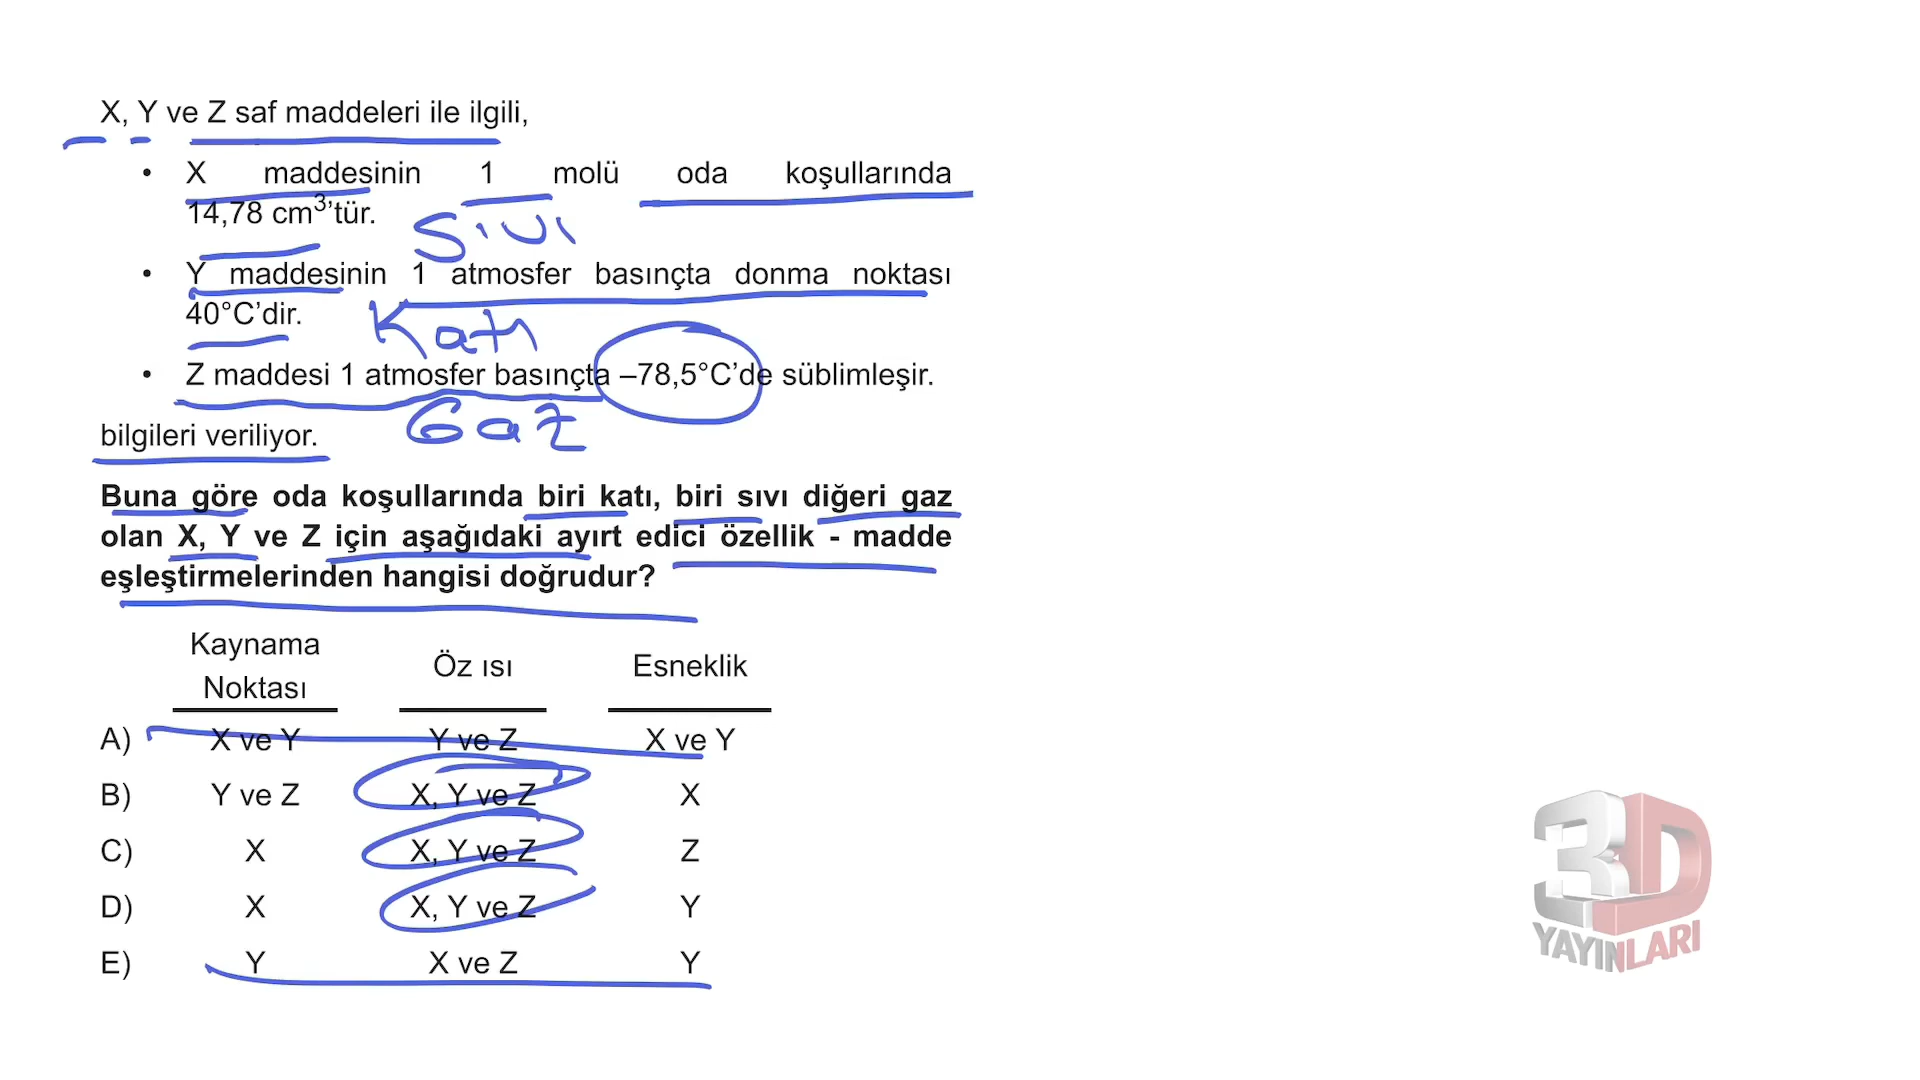 X, Y ve Z saf maddeleri ile ilgili,
• X maddesinin 1 molü oda koşullarında
14,78 cm³'tür.
Sıvı
• Y maddesinin 1 atmosfer basınçta donma noktası
40°C'dir.
Katı
• Z maddesi 1 atmosfer basınçta –78,5°C'de süblimleşir.
Gaz
bilgileri veriliyor.
Buna göre oda koşullarında biri katı, biri sıvı diğeri gaz
olan X, Y ve Z için aşağıdaki ayırt edici özellik - madde
eşleştirmelerinden hangisi doğrudur?
Kaynama
Noktası Öz ısı Esneklik
A) X ve Y Y ve Z X ve Y
B) Y ve Z X, Y ve Z X
C) X X, Y ve Z Z
D) X X, Y ve Z Y
E) Y X ve Z Y
3D
YAYINLARI